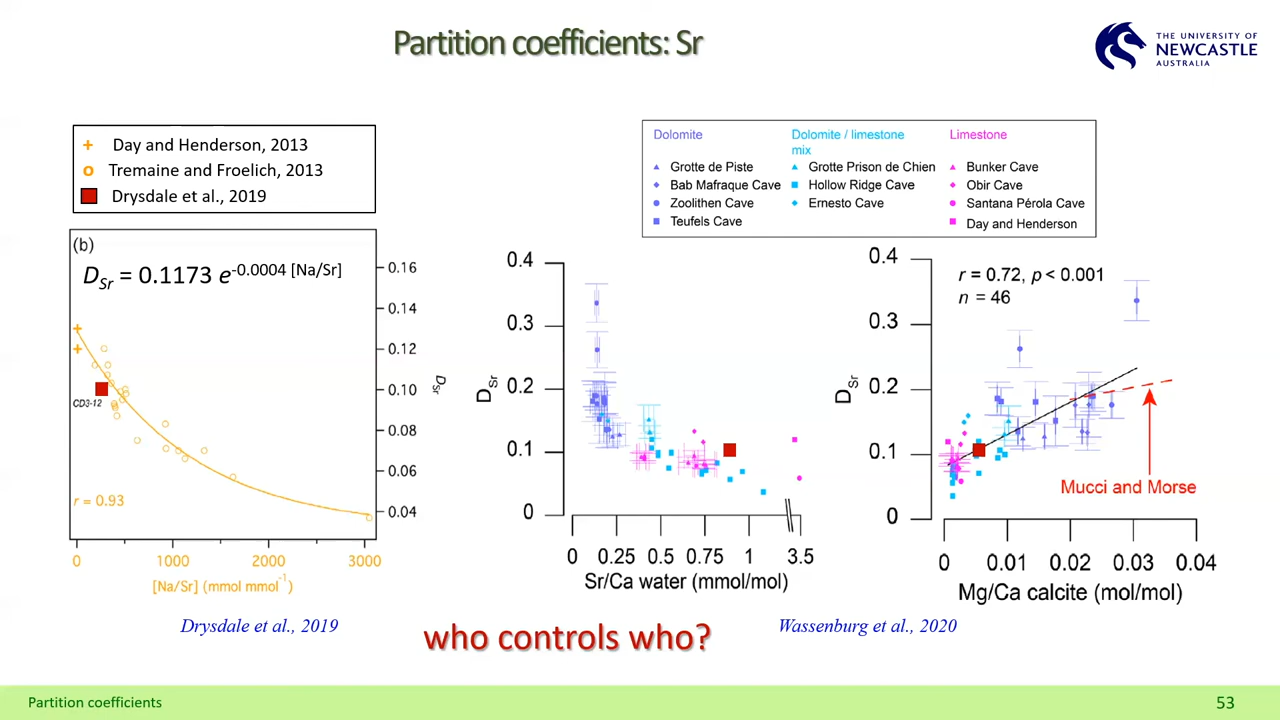 Partition coefficients: Sr
THE UNIVERSITY OF
NEWCASTLE
AUSTRALIA
+ Day and Henderson, 2013
o Tremaine and Froelich, 2013
Drysdale et al., 2019
(b)
DSr = 0.1173 e-0.0004 [Na/Sr]
0.16
0.14
0.12
0.10
0.08
0.06
0.04
DSr
CD3-12
r = 0.93
0 1000 2000 3000
[Na/Sr] (mmol mmol-1)
Drysdale et al., 2019
Dolomite
Grotte de Piste
Bab Mafraque Cave
Zoolithen Cave
Teufels Cave
Dolomite / limestone
mix
Grotte Prison de Chien
Hollow Ridge Cave
Ernesto Cave
Limestone
Bunker Cave
Obir Cave
Santana Pérola Cave
Day and Henderson
0.4
0.3
0.2
0.1
0
DSr
0 0.25 0.5 0.75 1 3.5
Sr/Ca water (mmol/mol)
0.4
0.3
0.2
0.1
0
DSr
r = 0.72, p < 0.001
n = 46
Mucci and Morse
0 0.01 0.02 0.03 0.04
Mg/Ca calcite (mol/mol)
Wassenburg et al., 2020
who controls who?
Partition coefficients
53